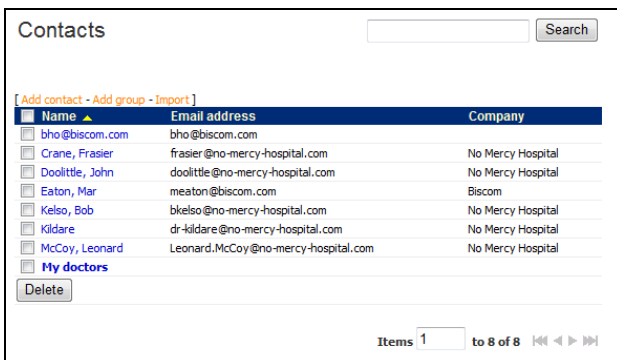 Contacts Search
[ Add contact - Add group - Import ]
Name Email address Company
bho@biscom.com bho@biscom.com
Crane, Frasier frasier@no-mercy-hospital.com No Mercy Hospital
Doolittle, John doolittle@no-mercy-hospital.com No Mercy Hospital
Eaton, Mar meaton@biscom.com Biscom
Kelso, Bob bkelso@no-mercy-hospital.com No Mercy Hospital
Kildare dr-kildare@no-mercy-hospital.com No Mercy Hospital
McCoy, Leonard Leonard.McCoy@no-mercy-hospital.com No Mercy Hospital
My doctors
Delete
Items 1 to 8 of 8